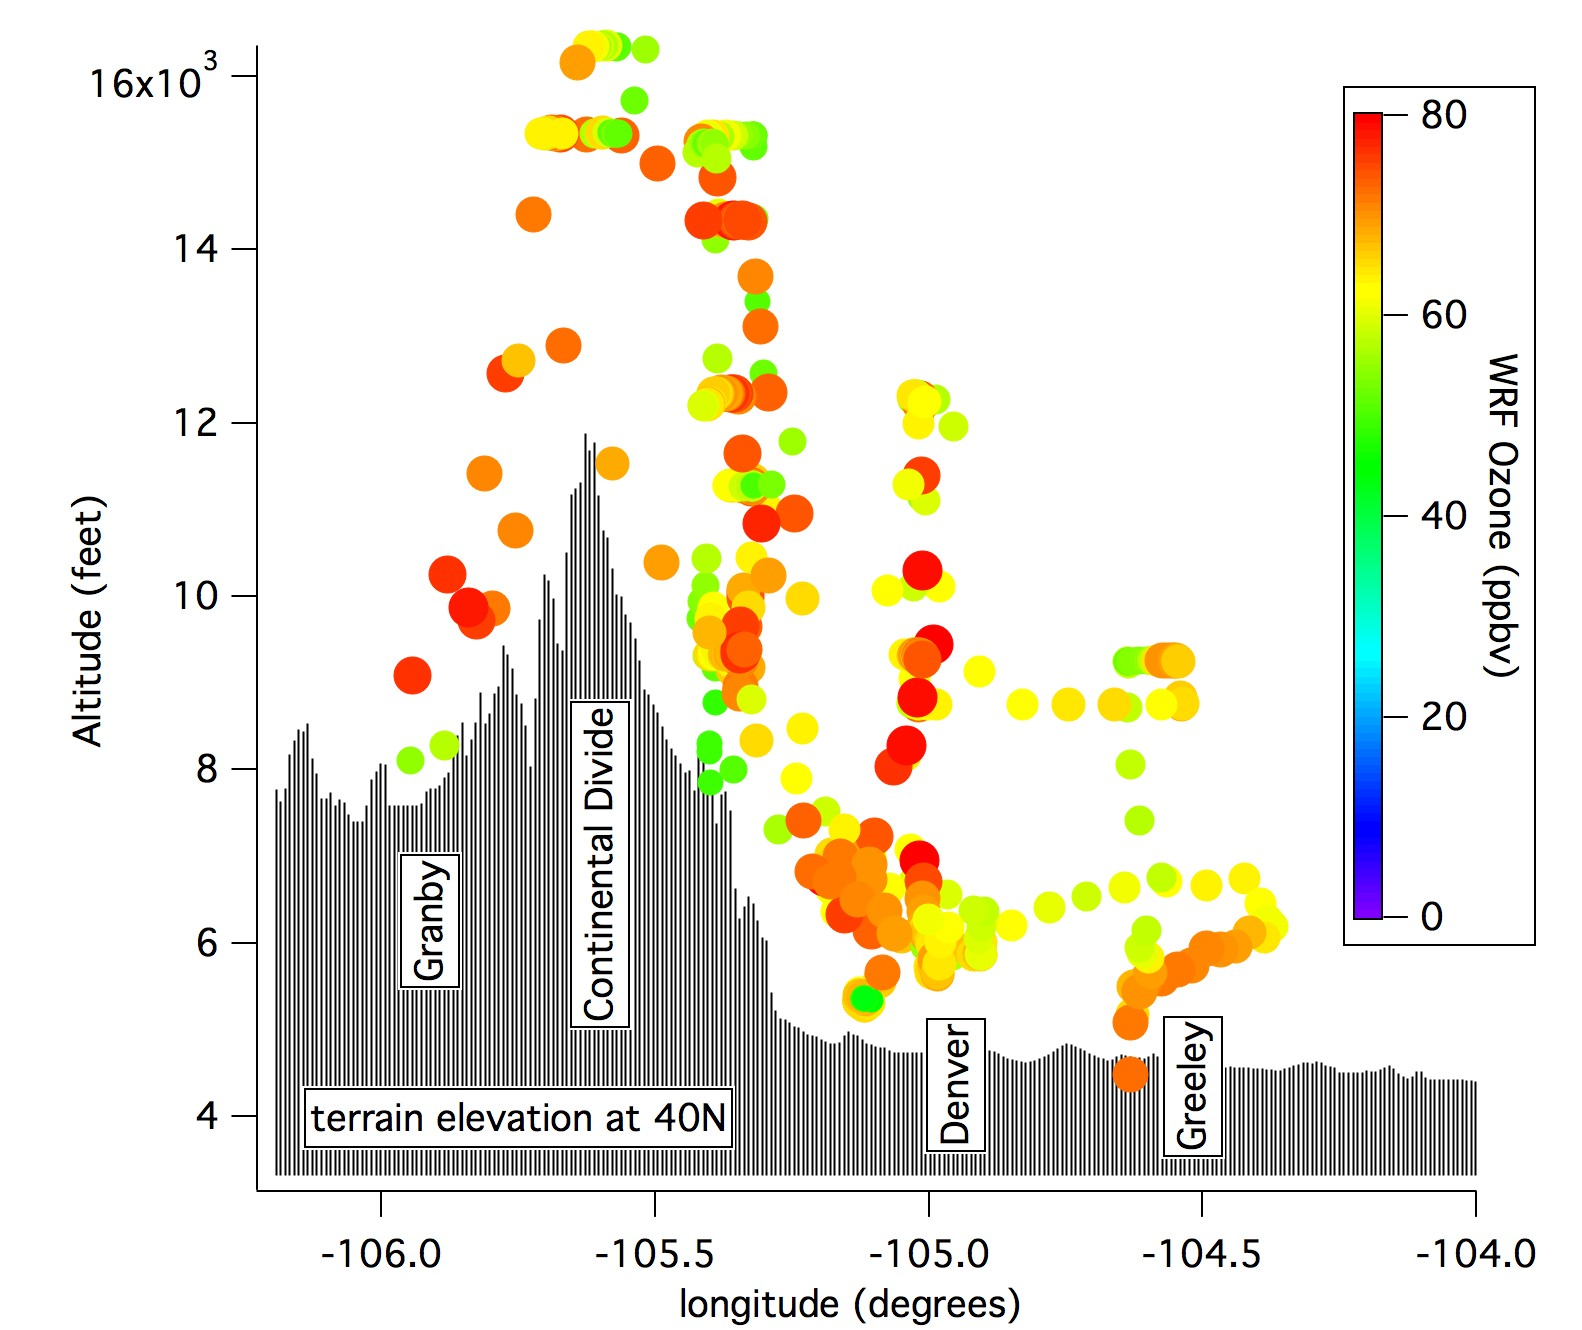 16x10³
14
12
10
8
6
4
Altitude (feet)
-106.0
-105.5
-105.0
-104.5
-104.0
longitude (degrees)
Granby
Continental Divide
terrain elevation at 40N
Denver
Greeley
80
60
40
20
0
WRF Ozone (ppbv)